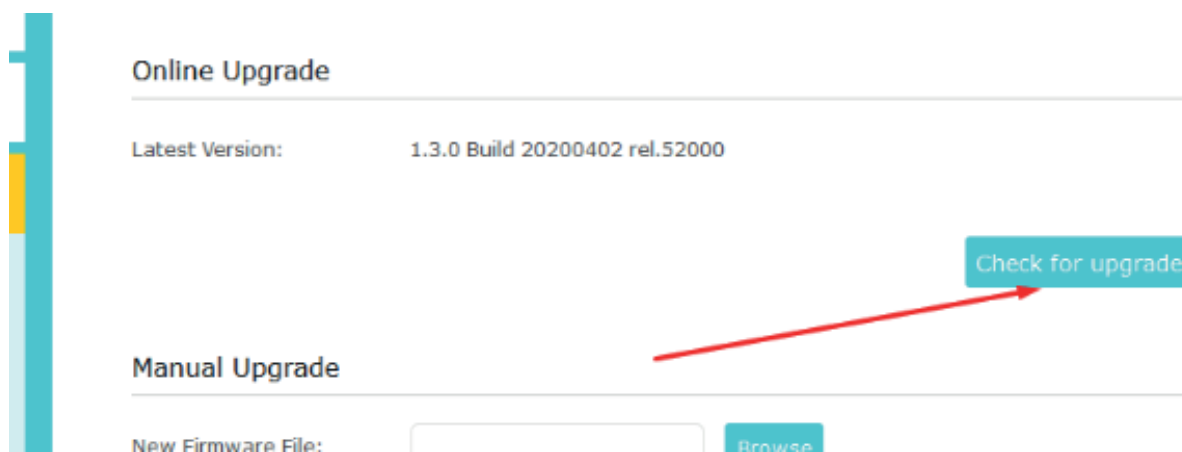 Online Upgrade
Latest Version: 1.3.0 Build 20200402 rel.52000
Check for upgrade
Manual Upgrade
New Firmware File: Browse